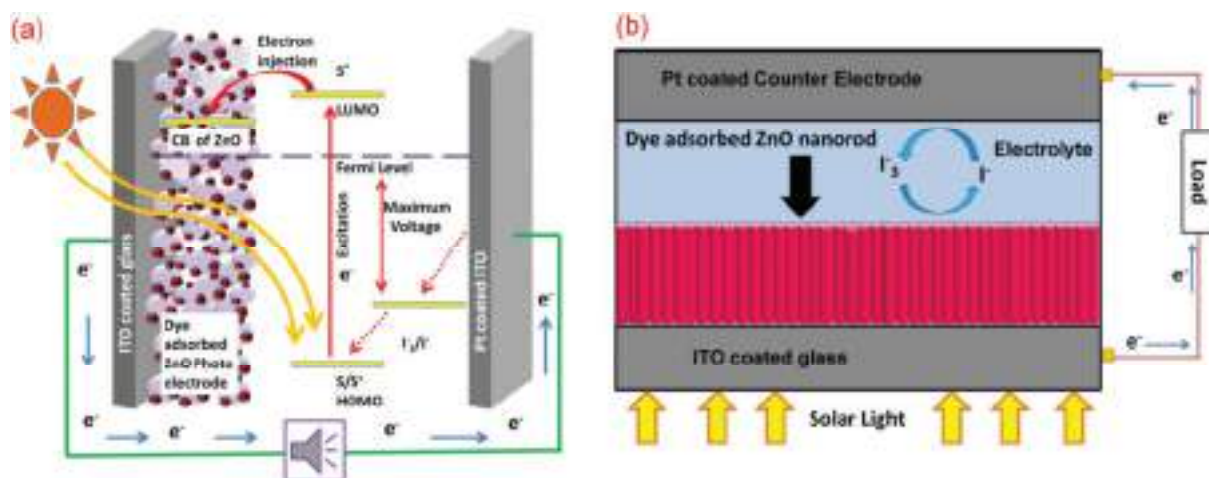 (a)
Electron
injection
S*
LUMO
CB of ZnO
Fermi Level
Maximum
Voltage
Excitation
e⁻
ITO coated glass
Pt coated ITO
e⁻
e⁻
Dye
adsorbed
ZnO Photo
electrode
I⁻₃/I⁻
S/S⁺
HOMO
e⁻
e⁻
e⁻
e⁻
(b)
Pt coated Counter Electrode
e⁻
Dye adsorbed ZnO nanorod
I⁻₃
I⁻
Electrolyte
Load
e⁻
ITO coated glass
e⁻
Solar Light